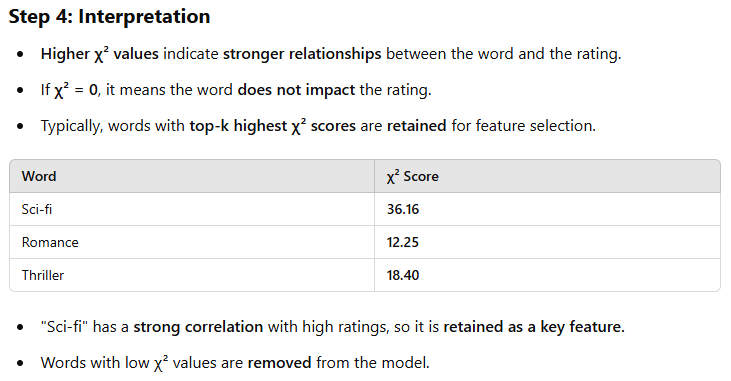 Step 4: Interpretation
• Higher χ² values indicate stronger relationships between the word and the rating.
• If χ² = 0, it means the word does not impact the rating.
• Typically, words with top-k highest χ² scores are retained for feature selection.
Word χ² Score
Sci-fi 36.16
Romance 12.25
Thriller 18.40
• "Sci-fi" has a strong correlation with high ratings, so it is retained as a key feature.
• Words with low χ² values are removed from the model.